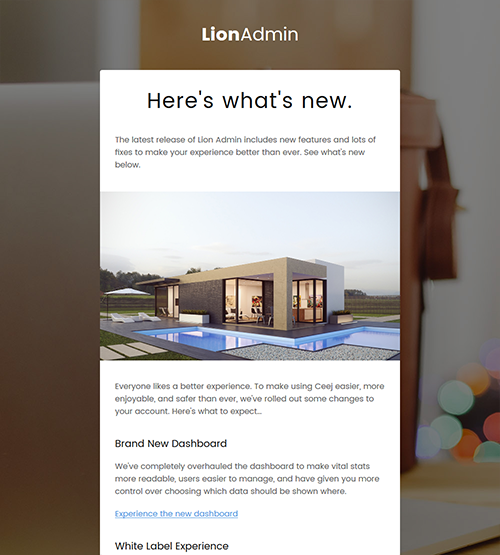 LionAdmin
Here's what's new.
The latest release of Lion Admin includes new features and lots of
fixes to make your experience better than ever. See what's new
below.
Everyone likes a better experience. To make using Ceej easier, more
enjoyable, and safer than ever, we've rolled out some changes to
your account. Here's what to expect...
Brand New Dashboard
We've completely overhauled the dashboard to make vital stats
more readable, users easier to manage, and have given you more
control over choosing which data should be shown where.
Experience the new dashboard
White Label Experience